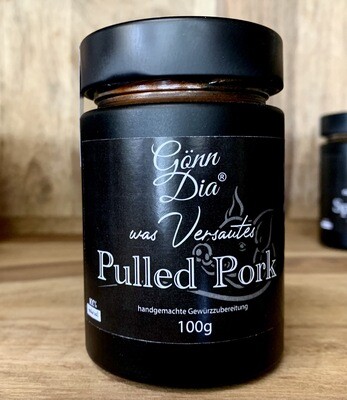 Gönn
Dia®
was Versautes
Pulled Pork
handgemachte Gewürzzubereitung
100g